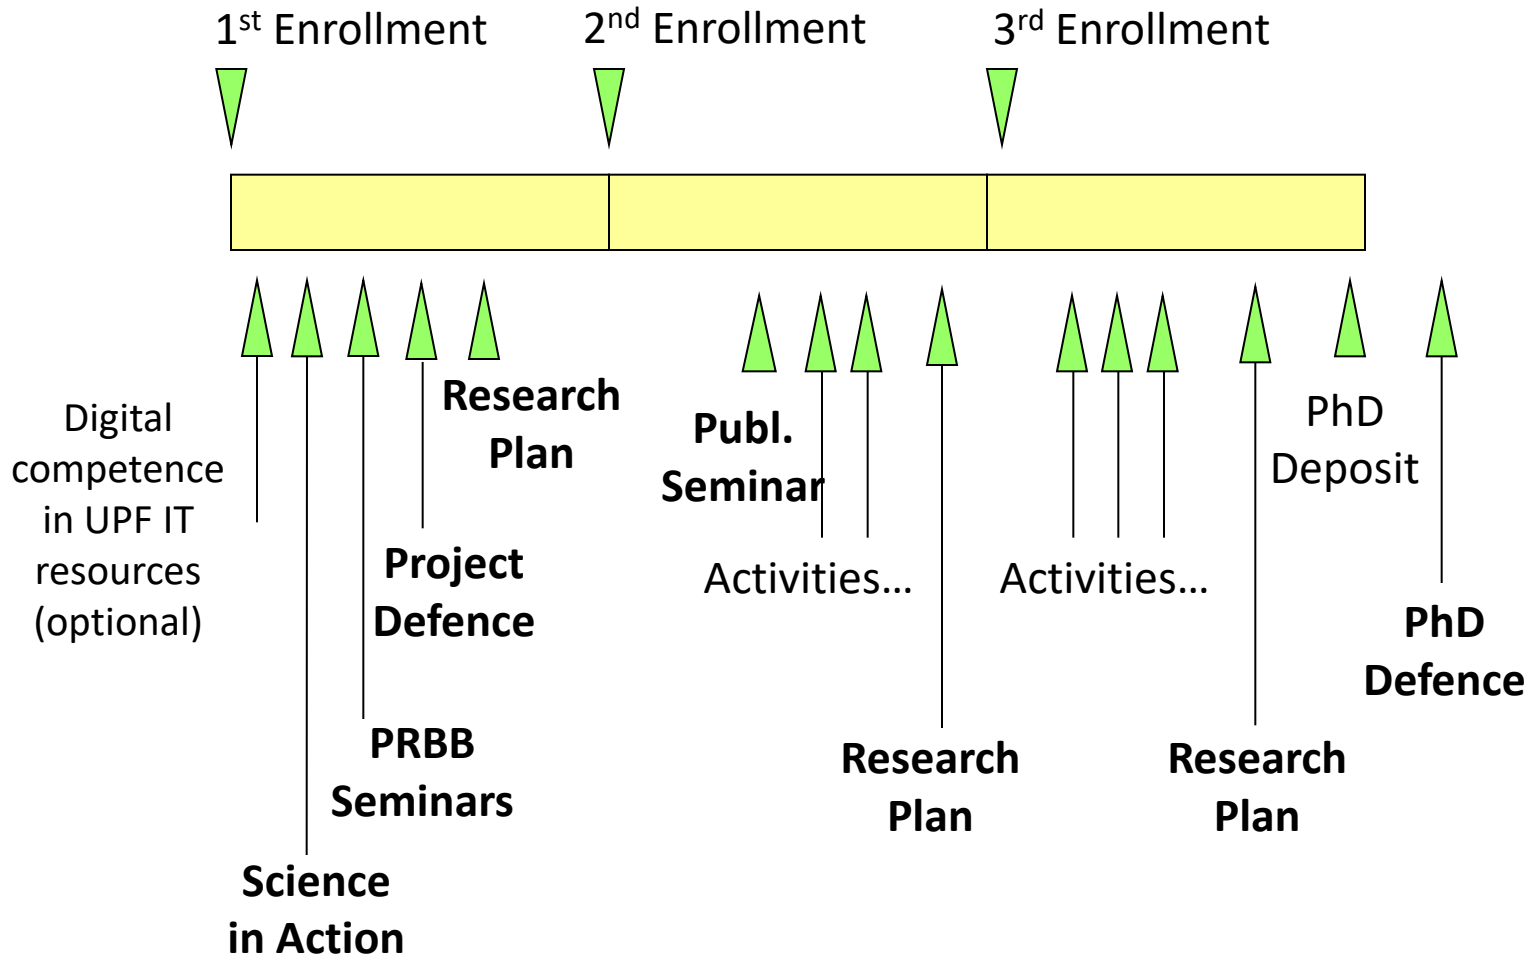 1st Enrollment
2nd Enrollment
3rd Enrollment
Digital
competence
in UPF IT
resources
(optional)
Science
in Action
PRBB
Seminars
Project
Defence
Research
Plan
Publ.
Seminar
Activities…
Research
Plan
Activities…
Research
Plan
PhD
Deposit
PhD
Defence